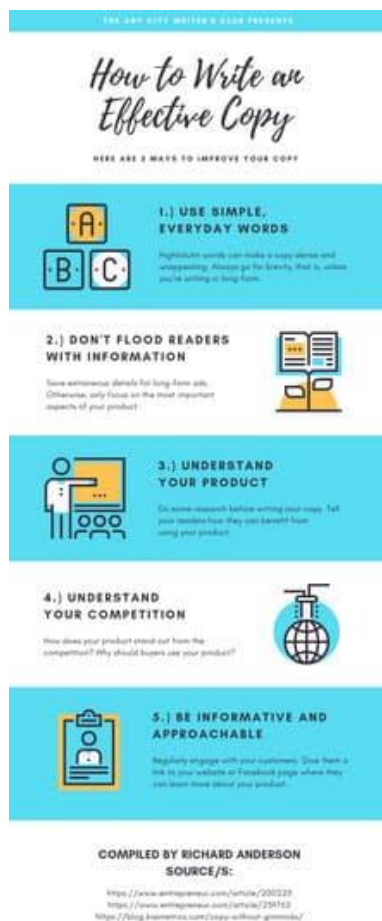 THE ANY GIFT WRITER'S CLUB PRESENTS
How to Write an
Effective Copy
HERE ARE 5 WAYS TO IMPROVE YOUR COPY
1.) USE SIMPLE,
EVERYDAY WORDS
A
B C
words can make a copy dense and
unappealing. Always go for brevity, that is, unless
you're writing in long-form.
2.) DON'T FLOOD READERS
WITH INFORMATION
Save extraneous details for long-form ads.
Otherwise, only focus on the most important
aspects of your product.
3.) UNDERSTAND
YOUR PRODUCT
Do some research before writing your copy. Tell
your readers how they can benefit from
using your product.
4.) UNDERSTAND
YOUR COMPETITION
How does your product stand out from the
competition? Why should buyers use your product?
5.) BE INFORMATIVE AND
APPROACHABLE
Regularly engage with your customers. Give them a
link to your website or Facebook page where they
can learn more about your product.
COMPILED BY RICHARD ANDERSON
SOURCE/S:
https://www.entrepreneur.com/article/200220